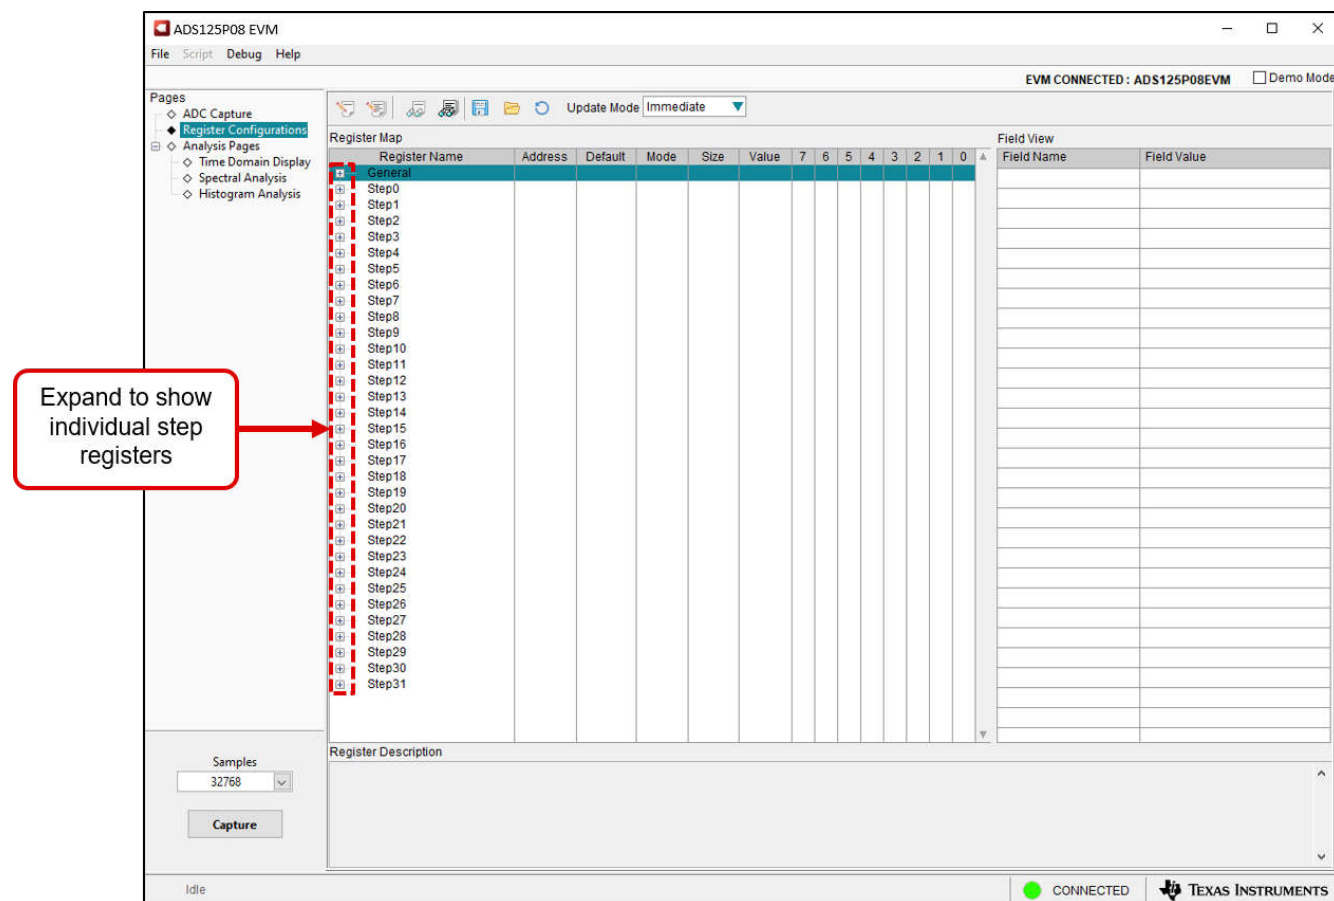 ADS125P08 EVM
File Script Debug Help
EVM CONNECTED : ADS125P08EVM Demo Mode
Pages
ADC Capture
Register Configurations
Analysis Pages
Time Domain Display
Spectral Analysis
Histogram Analysis
Update Mode Immediate
Register Map
Register Name Address Default Mode Size Value 7 6 5 4 3 2 1 0
General
Step0
Step1
Step2
Step3
Step4
Step5
Step6
Step7
Step8
Step9
Step10
Step11
Step12
Step13
Step14
Step15
Step16
Step17
Step18
Step19
Step20
Step21
Step22
Step23
Step24
Step25
Step26
Step27
Step28
Step29
Step30
Step31
Field View
Field Name Field Value
Expand to show
individual step
registers
Register Description
Samples
32768
Capture
Idle
CONNECTED
TEXAS INSTRUMENTS